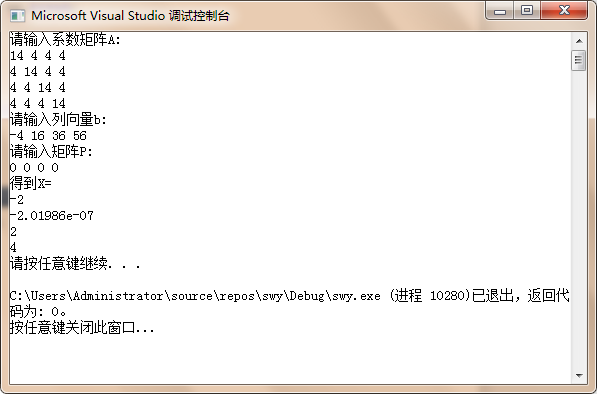 Microsoft Visual Studio 调试控制台
请输入系数矩阵A:
14 4 4 4
4 14 4 4
4 4 14 4
4 4 4 14
请输入列向量b:
-4 16 36 56
请输入矩阵P:
0 0 0 0
得到X=
-2
-2.01986e-07
2
4
请按任意键继续. . .
C:\Users\Administrator\source\repos\swy\Debug\swy.exe (进程 10280)已退出，返回代
码为: 0。
按任意键关闭此窗口...